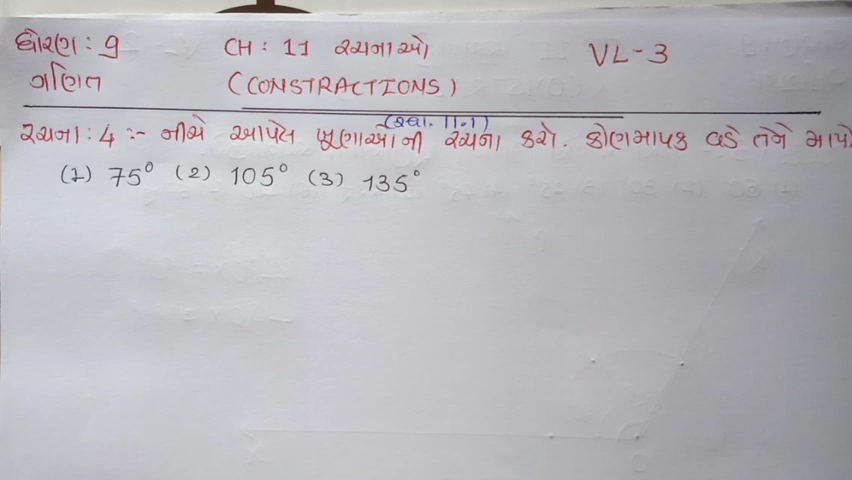 ધોરણ : 9 CH : 11 રચનાઓ VL - 3
ગણિત (CONSTRACTIONS)
(સ્વા. 11.1)
રચના : 4 :- નીચે આપેલ ખૂણાઓની રચના કરો. કોણમાપક વડે તેને માપો
(1) 75° (2) 105° (3) 135°